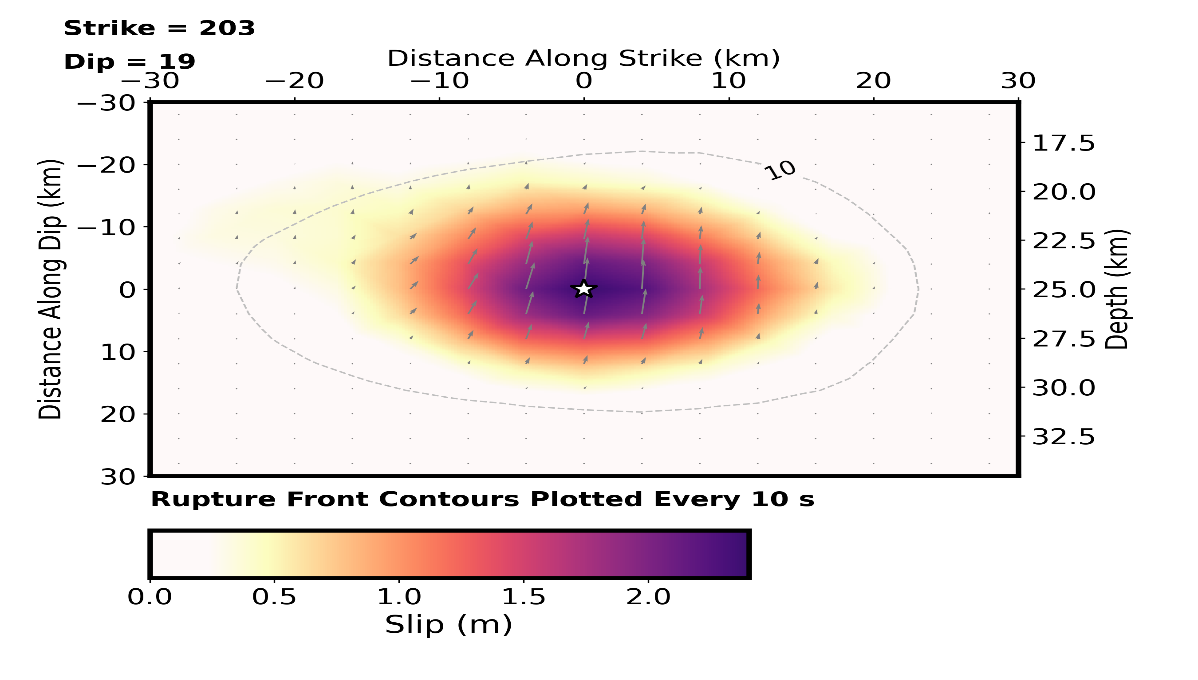 Strike = 203
Dip = 19
Distance Along Strike (km)
−30 −20 −10 0 10 20 30
Distance Along Dip (km)
−30
−20
−10
0
10
20
30
10
17.5
20.0
22.5
25.0
27.5
30.0
32.5
Depth (km)
Rupture Front Contours Plotted Every 10 s
0.0 0.5 1.0 1.5 2.0
Slip (m)